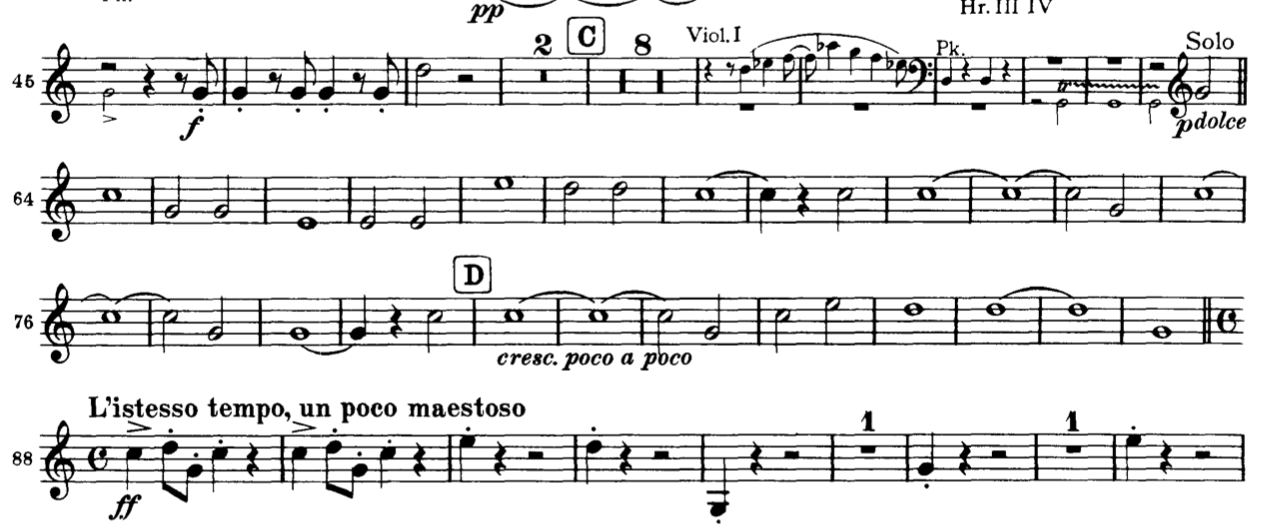 pp
Hr. III IV
2 C 8 Viol. I Pk. Solo
45
f p dolce
64
D
76
cresc. poco a poco
L'istesso tempo, un poco maestoso
1 1
88
ff